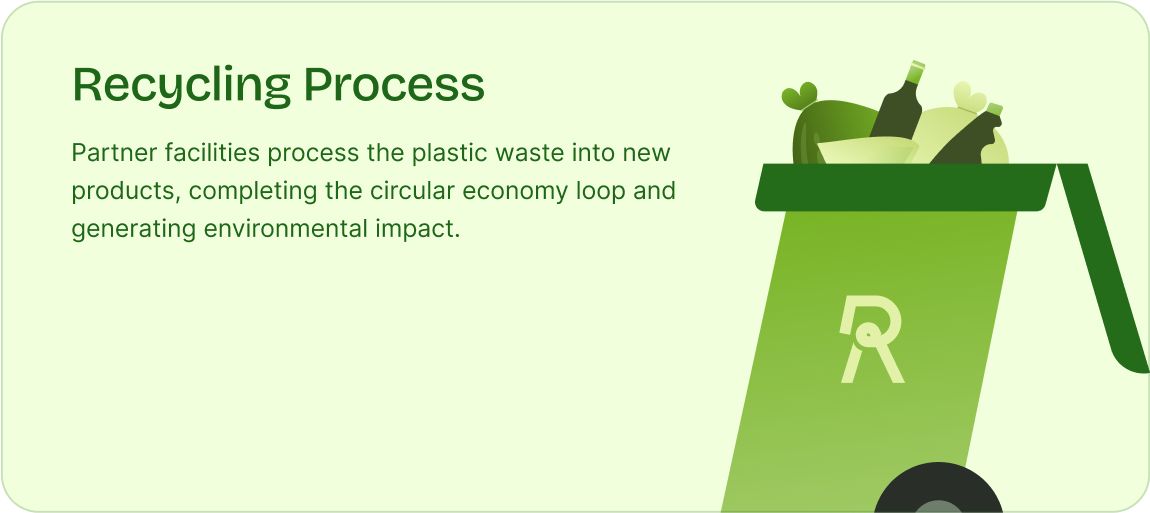 Recycling Process
Partner facilities process the plastic waste into new
products, completing the circular economy loop and
generating environmental impact.
R